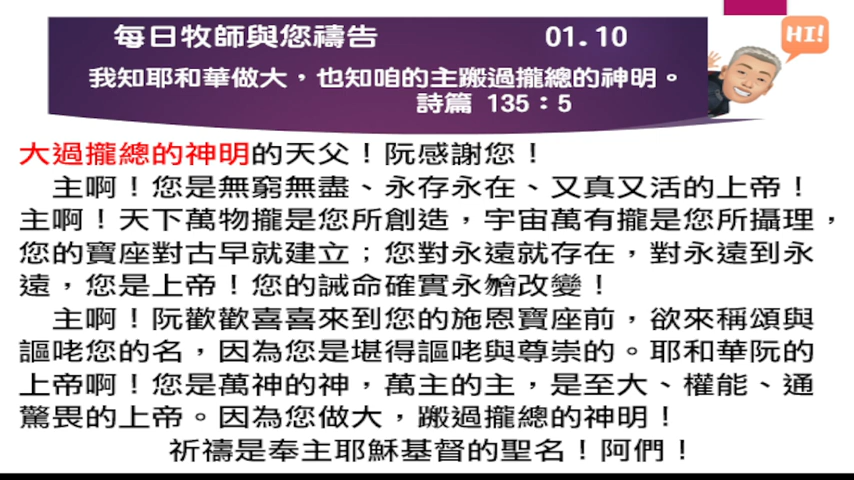 每日牧師與您禱告 01.10
HI!
我知耶和華做大，也知咱的主蹴過攏總的神明。
詩篇 135：5
大過攏總的神明的天父！阮感謝您！
主啊！您是無窮無盡、永存永在、又真又活的上帝！
主啊！天下萬物攏是您所創造，宇宙萬有攏是您所攝理，
您的寶座對古早就建立；您對永遠就存在，對永遠到永
遠，您是上帝！您的誡命確實永𣍐改變！
主啊！阮歡歡喜喜來到您的施恩寶座前，欲來稱頌與
謳咾您的名，因為您是堪得謳咾與尊崇的。耶和華阮的
上帝啊！您是萬神的神，萬主的主，是至大、權能、通
驚畏的上帝。因為您做大，蹴過攏總的神明！
祈禱是奉主耶穌基督的聖名！阿們！